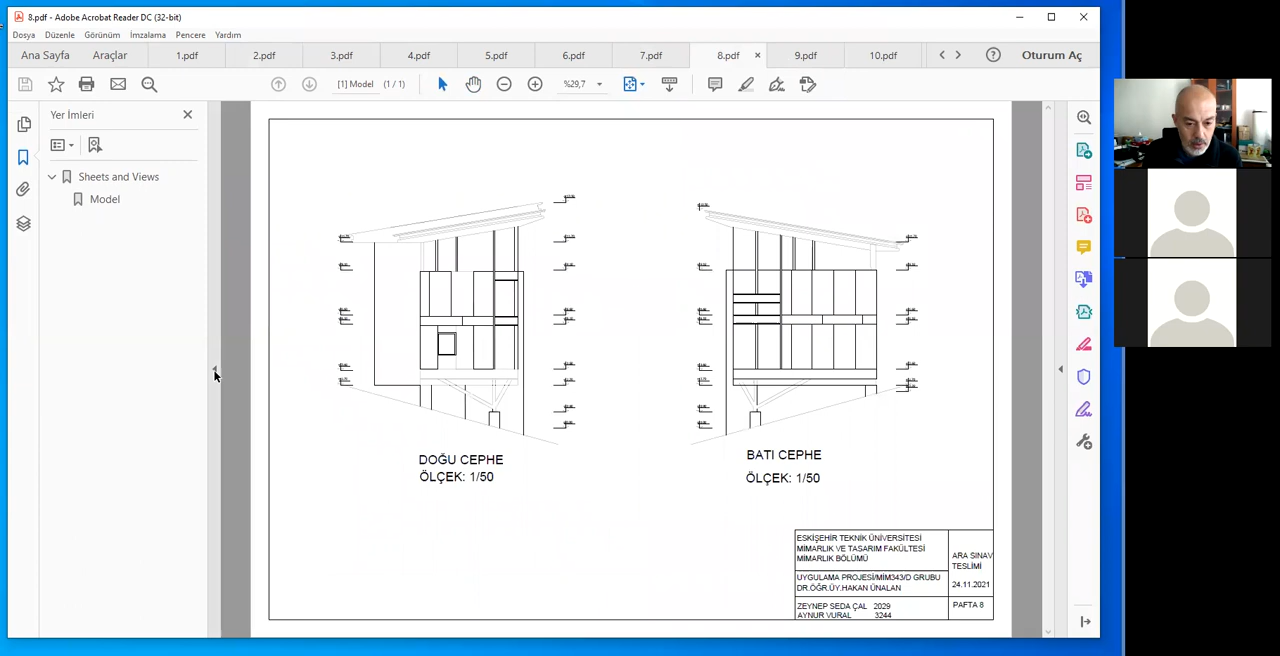 8.pdf - Adobe Acrobat Reader DC (32-bit)
Dosya Düzenle Görünüm İmzalama Pencere Yardım
Ana Sayfa Araçlar 1.pdf 2.pdf 3.pdf 4.pdf 5.pdf 6.pdf 7.pdf 8.pdf 9.pdf 10.pdf Oturum Aç
[1] Model (1 / 1) %29,7
Yer İmleri
Sheets and Views
Model
DOĞU CEPHE
ÖLÇEK: 1/50
BATI CEPHE
ÖLÇEK: 1/50
ESKİŞEHİR TEKNİK ÜNİVERSİTESİ
MİMARLIK VE TASARIM FAKÜLTESİ
MİMARLIK BÖLÜMÜ
UYGULAMA PROJESİ/MİM343/D GRUBU
DR.ÖĞR.ÜY.HAKAN ÜNALAN
ZEYNEP SEDA ÇAL 2029
AYNUR VURAL 3244
ARA SINAV
TESLİMİ
24.11.2021
PAFTA 8